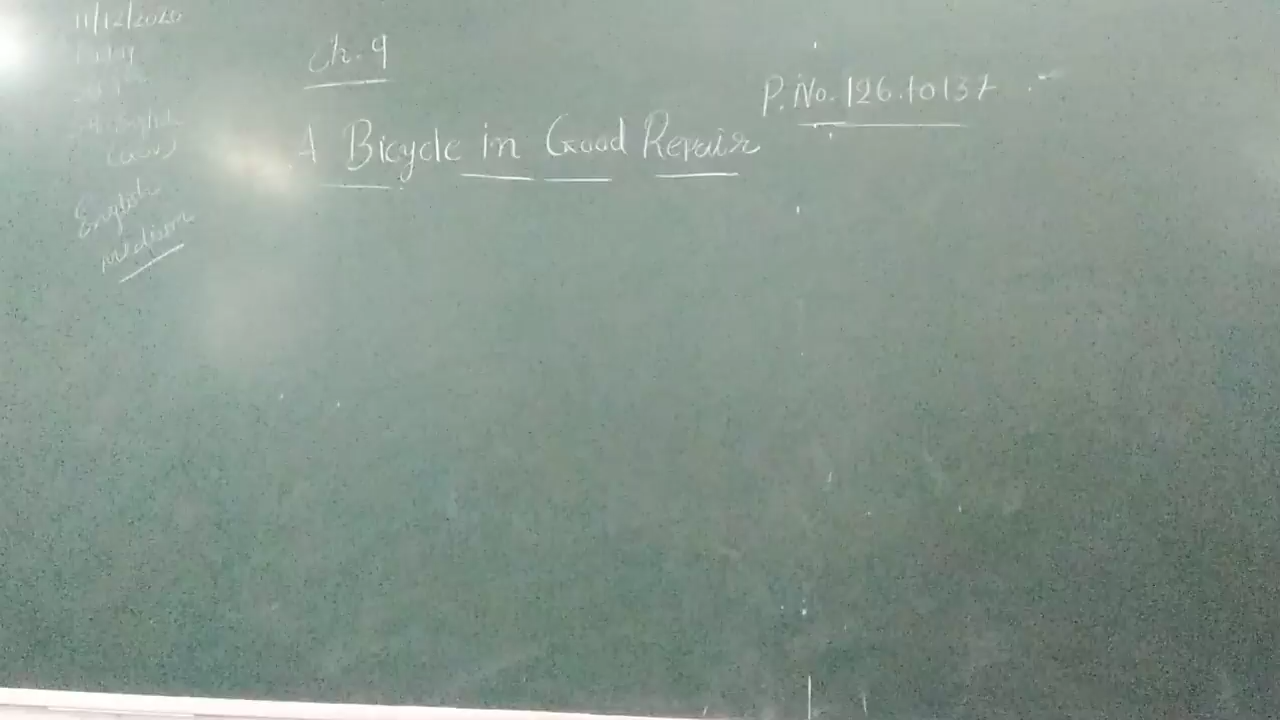 11/12/2020
English
Medium
Ch. 9
A Bicycle in Good Repair
P. No. 126 to 137